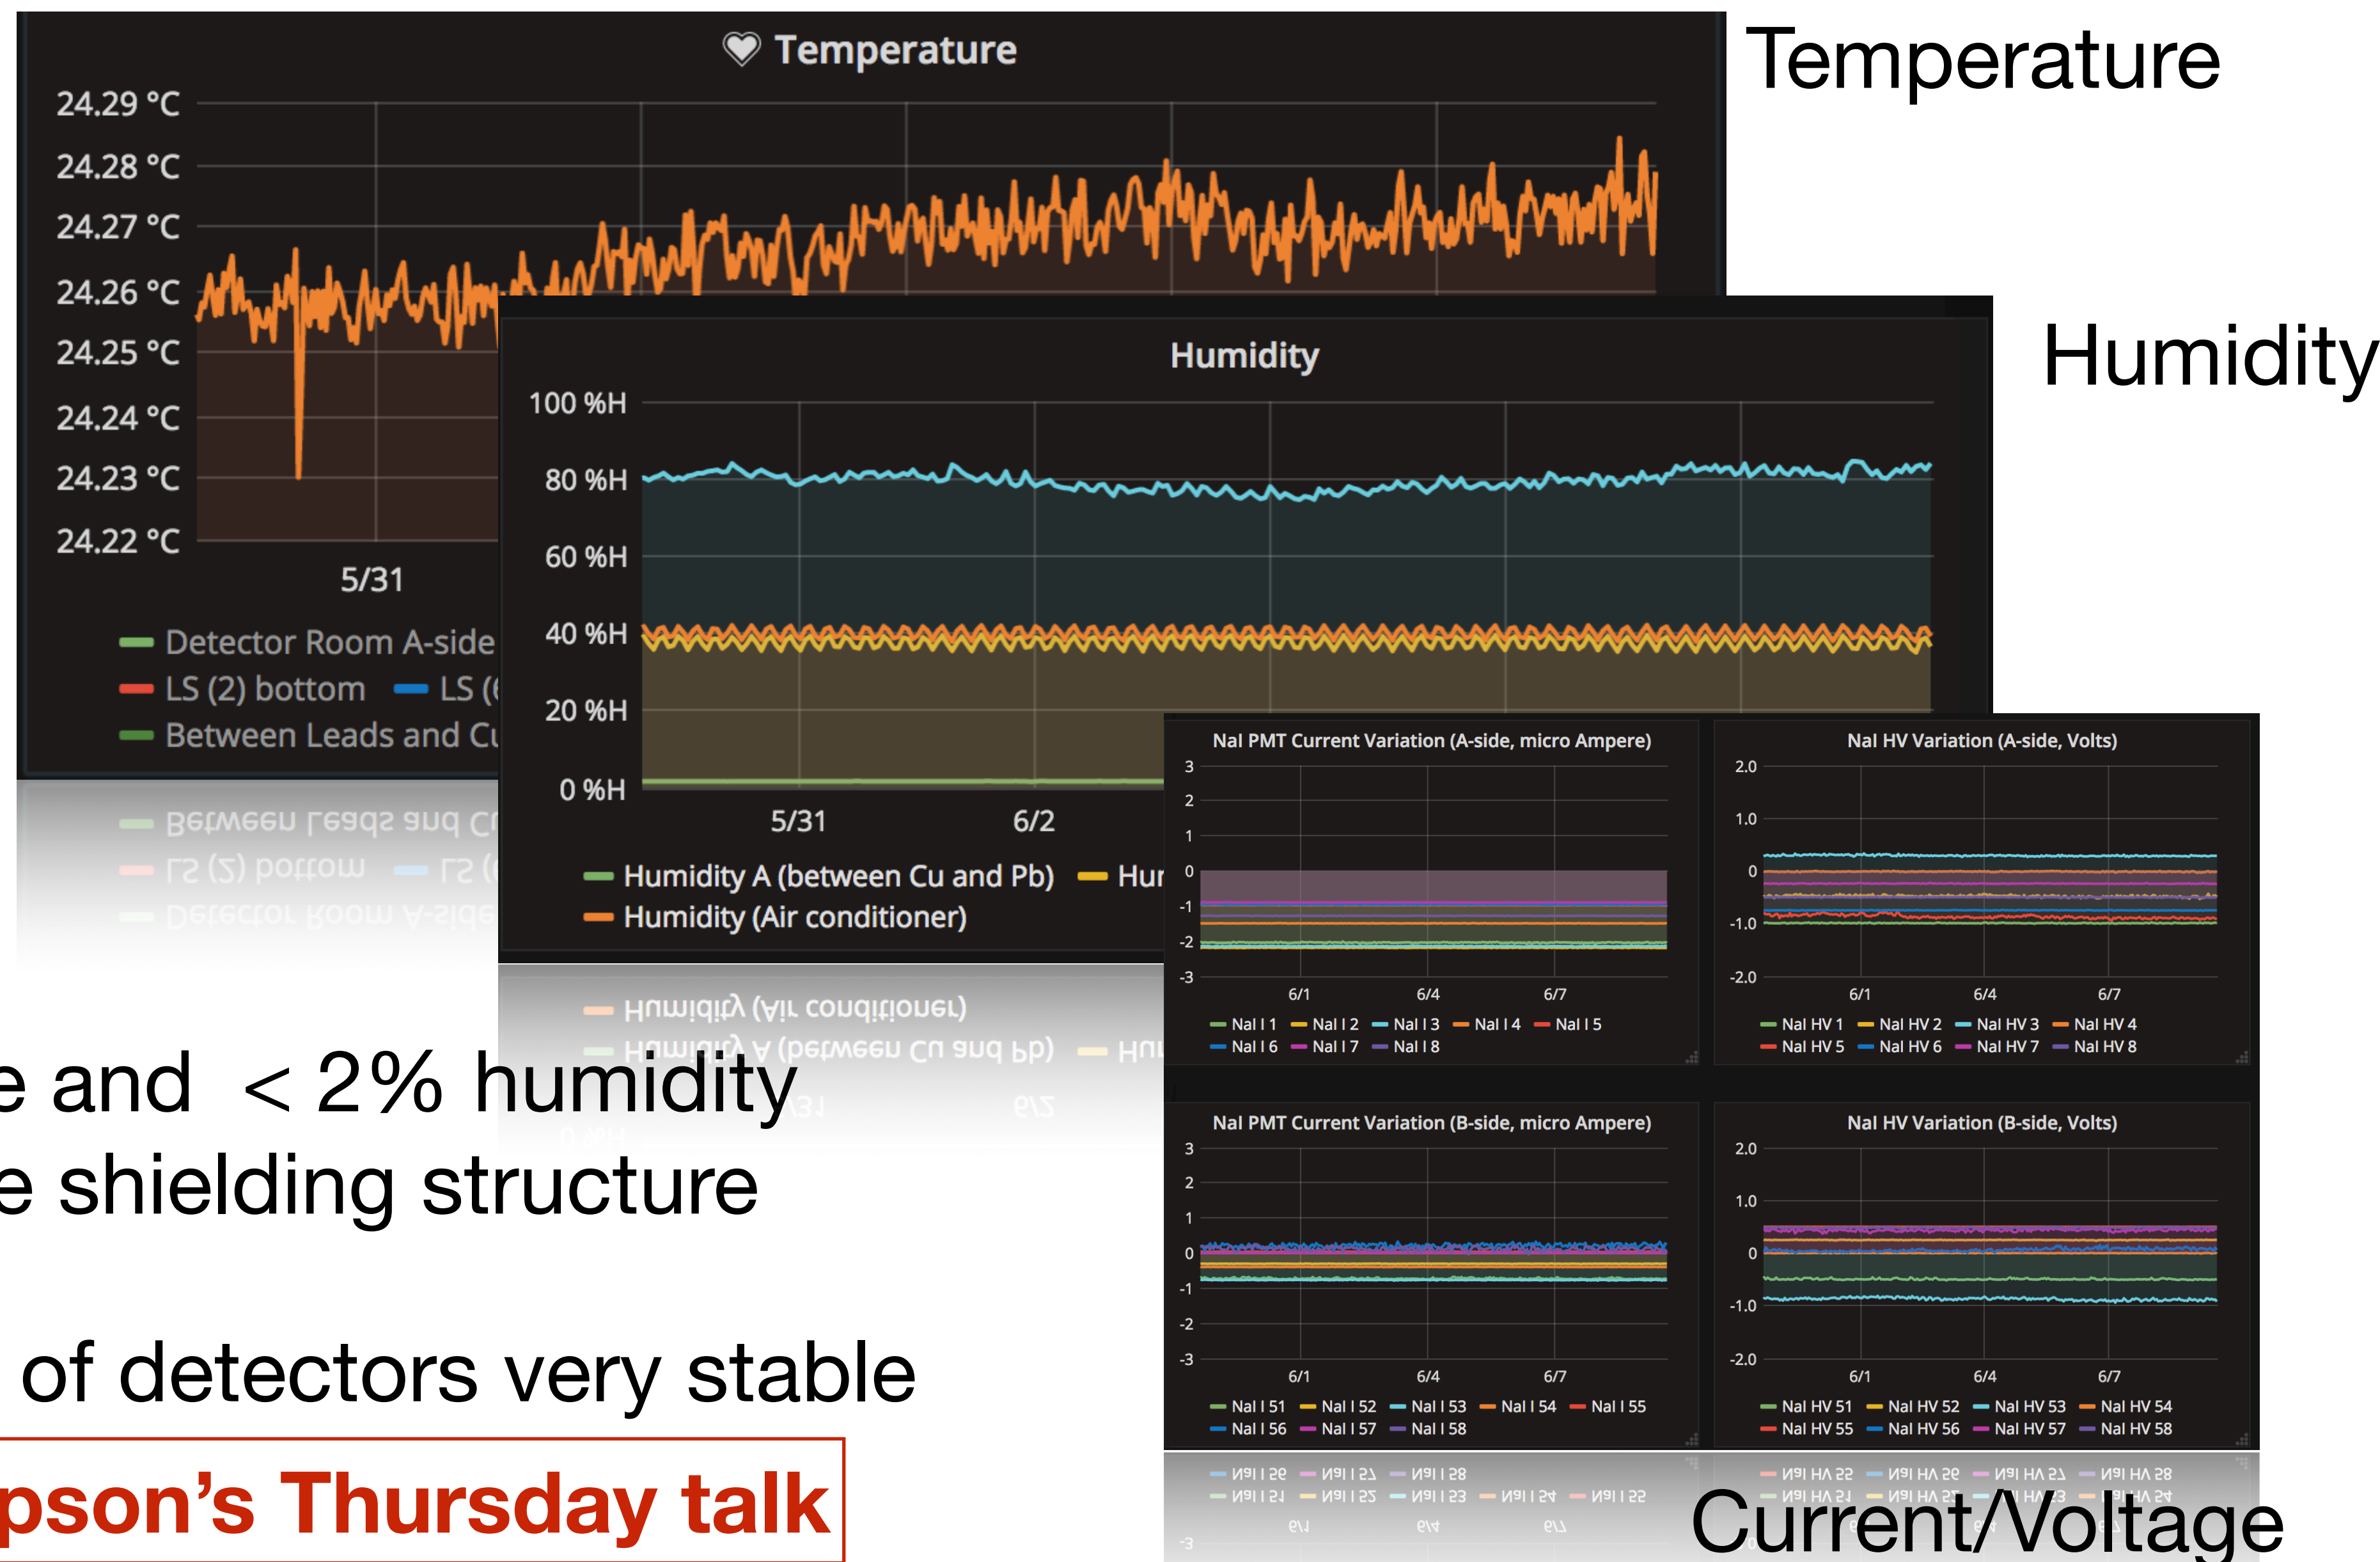 Temperature
Temperature
24.29 °C
24.28 °C
24.27 °C
24.26 °C
24.25 °C
24.24 °C
24.23 °C
24.22 °C
5/31
Detector Room A-side
LS (2) bottom LS (
Between Leads and
Humidity
Humidity
100 %H
80 %H
60 %H
40 %H
20 %H
0 %H
5/31 6/2
Humidity A (between Cu and Pb)
Humidity (Air conditioner)
NaI PMT Current Variation (A-side, micro Ampere)
3
2
1
0
-1
-2
-3
6/1 6/4 6/7
NaI I 1 NaI I 2 NaI I 3 NaI I 4 NaI I 5
NaI I 6 NaI I 7 NaI I 8
NaI HV Variation (A-side, Volts)
2.0
1.0
0
-1.0
-2.0
6/1 6/4 6/7
NaI HV 1 NaI HV 2 NaI HV 3 NaI HV 4
NaI HV 5 NaI HV 6 NaI HV 7 NaI HV 8
NaI PMT Current Variation (B-side, micro Ampere)
3
2
1
0
-1
-2
-3
6/1 6/4 6/7
NaI I 51 NaI I 52 NaI I 53 NaI I 54 NaI I 55
NaI I 56 NaI I 57 NaI I 58
NaI HV Variation (B-side, Volts)
2.0
1.0
0
-1.0
-2.0
6/1 6/4 6/7
NaI HV 51 NaI HV 52 NaI HV 53 NaI HV 54
NaI HV 55 NaI HV 56 NaI HV 57 NaI HV 58
e and < 2% humidity
e shielding structure
of detectors very stable
pson's Thursday talk
Current/Voltage